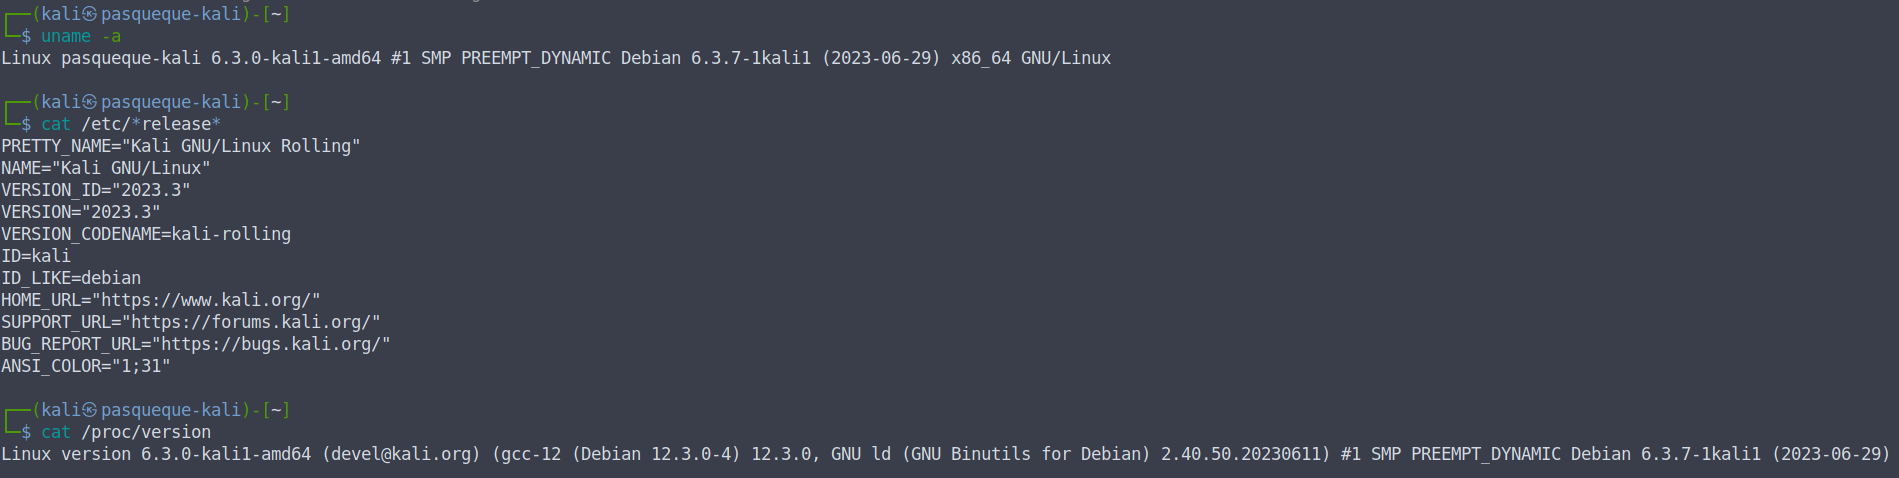 ┌──(kali㉿pasqueque-kali)-[~]
└─$ uname -a
Linux pasqueque-kali 6.3.0-kali1-amd64 #1 SMP PREEMPT_DYNAMIC Debian 6.3.7-1kali1 (2023-06-29) x86_64 GNU/Linux
┌──(kali㉿pasqueque-kali)-[~]
└─$ cat /etc/*release*
PRETTY_NAME="Kali GNU/Linux Rolling"
NAME="Kali GNU/Linux"
VERSION_ID="2023.3"
VERSION="2023.3"
VERSION_CODENAME=kali-rolling
ID=kali
ID_LIKE=debian
HOME_URL="https://www.kali.org/"
SUPPORT_URL="https://forums.kali.org/"
BUG_REPORT_URL="https://bugs.kali.org/"
ANSI_COLOR="1;31"
┌──(kali㉿pasqueque-kali)-[~]
└─$ cat /proc/version
Linux version 6.3.0-kali1-amd64 (devel@kali.org) (gcc-12 (Debian 12.3.0-4) 12.3.0, GNU ld (GNU Binutils for Debian) 2.40.50.20230611) #1 SMP PREEMPT_DYNAMIC Debian 6.3.7-1kali1 (2023-06-29)